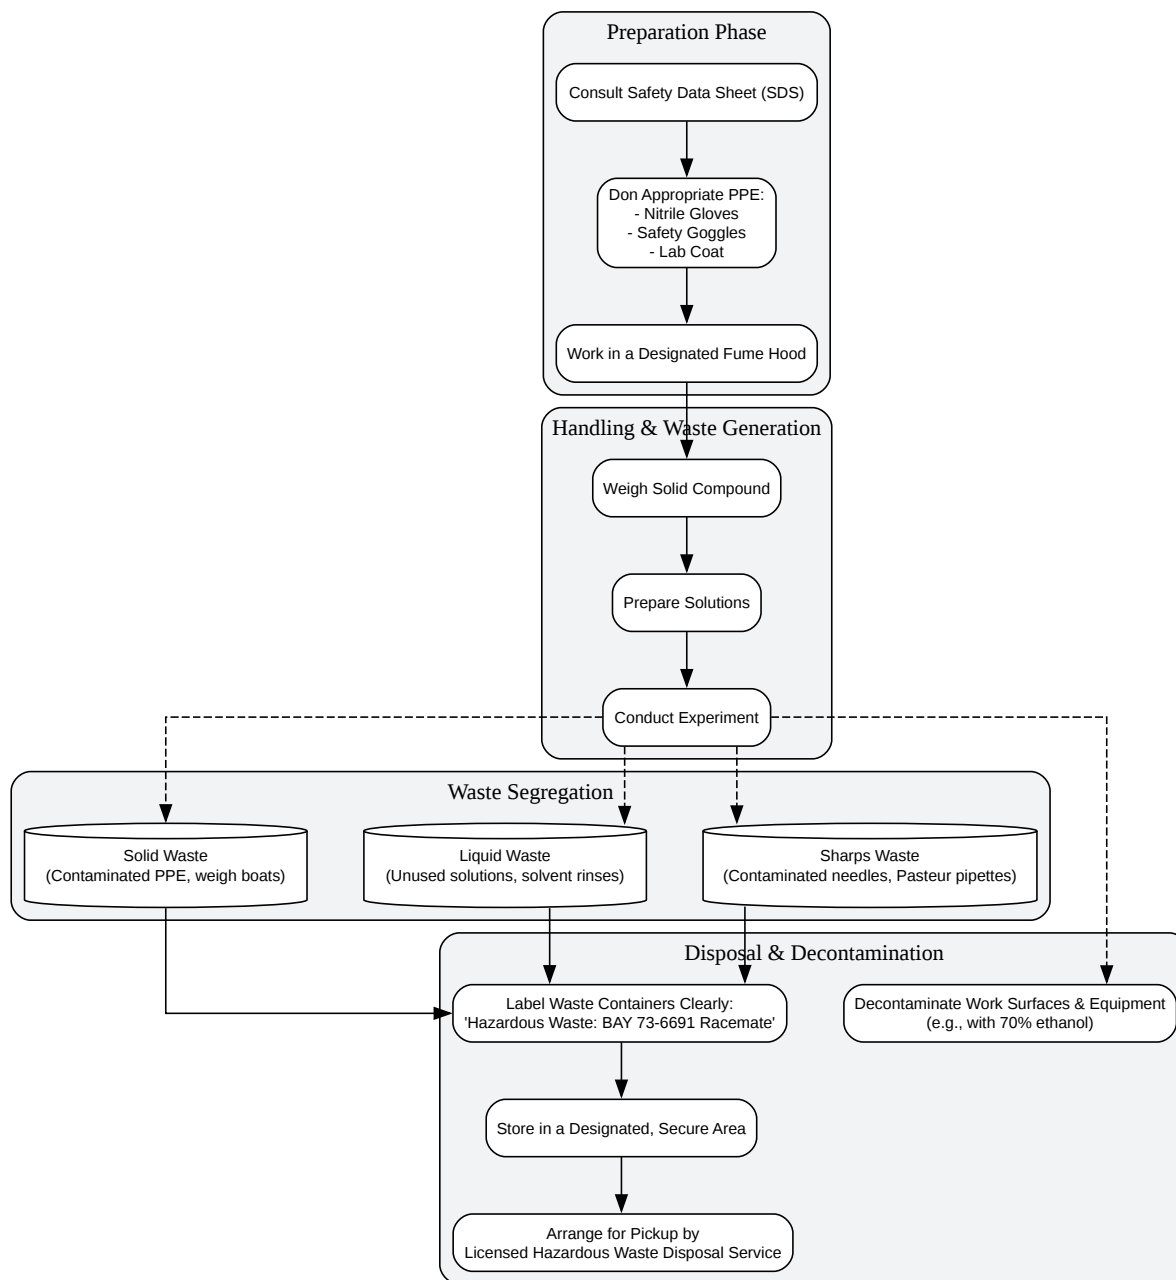 Preparation Phase
Consult Safety Data Sheet (SDS)
Don Appropriate PPE:
- Nitrile Gloves
- Safety Goggles
- Lab Coat
Work in a Designated Fume Hood
Handling & Waste Generation
Weigh Solid Compound
Prepare Solutions
Conduct Experiment
Waste Segregation
Solid Waste
(Contaminated PPE, weigh boats)
Liquid Waste
(Unused solutions, solvent rinses)
Sharps Waste
(Contaminated needles, Pasteur pipettes)
Disposal & Decontamination
Label Waste Containers Clearly:
'Hazardous Waste: BAY 73-6691 Racemate'
Decontaminate Work Surfaces & Equipment
(e.g., with 70% ethanol)
Store in a Designated, Secure Area
Arrange for Pickup by
Licensed Hazardous Waste Disposal Service